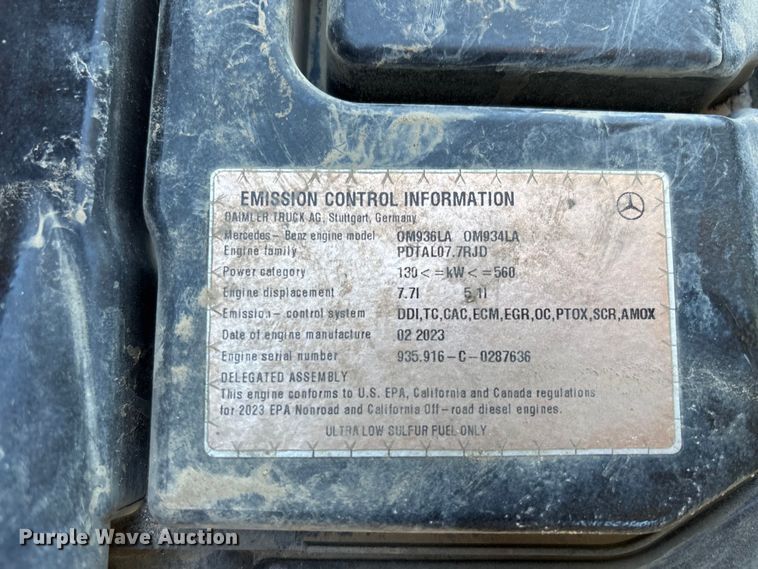 EMISSION CONTROL INFORMATION
DAIMLER TRUCK AG, Stuttgart, Germany
Mercedes- Benz engine model OM936LA OM934LA
Engine family PDTAL07.7RJD
Power category 130<=kW<=560
Engine displacement 7.7l 5.1l
Emission- control system DDI,TC,CAC,ECM,EGR,OC,PTOX,SCR,AMOX
Date of engine manufacture 02 2023
Engine serial number 935.916-C-0287636
DELEGATED ASSEMBLY
This engine conforms to U.S. EPA, California and Canada regulations
for 2023 EPA Nonroad and California Off-road diesel engines.
ULTRA LOW SULFUR FUEL ONLY
Purple Wave Auction